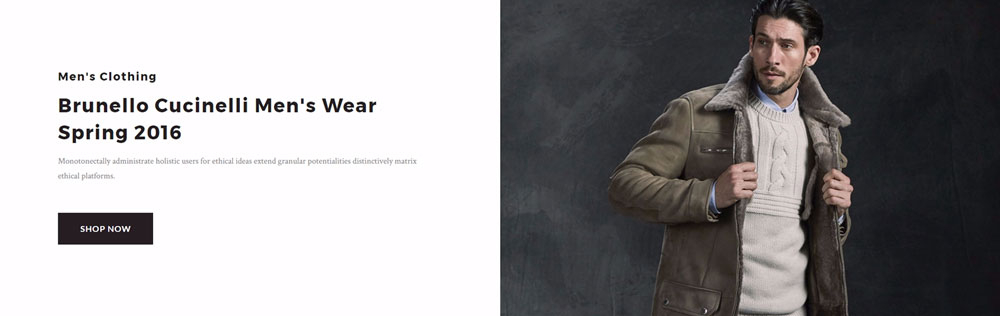 Men's Clothing
Brunello Cucinelli Men's Wear
Spring 2016
Monotonectally administrate holistic users for ethical ideas extend granular potentialities distinctively matrix
ethical platforms.
SHOP NOW